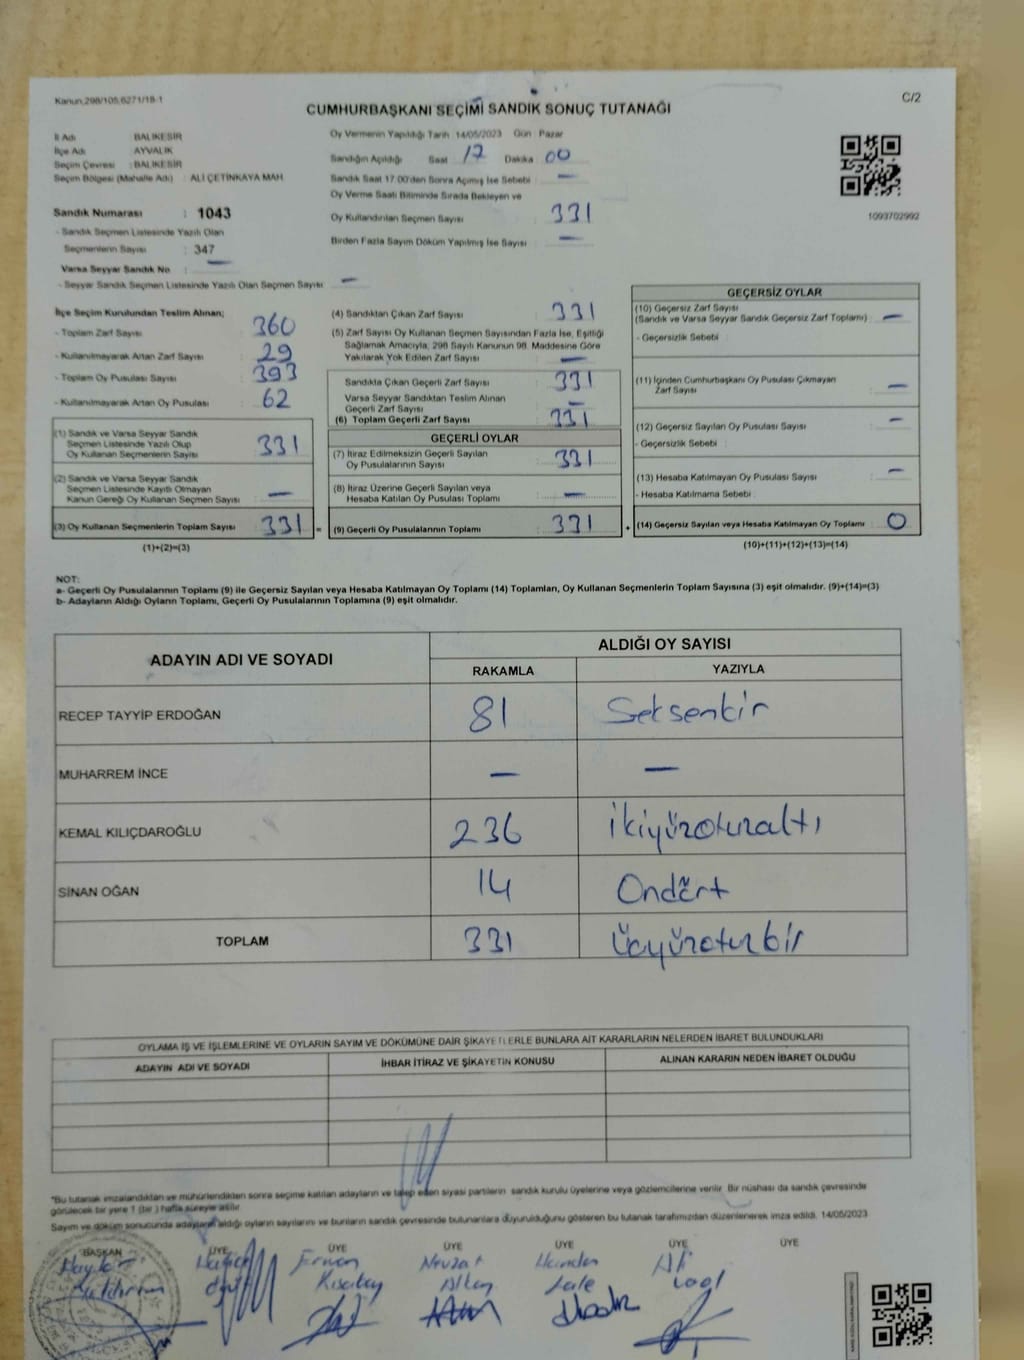 Kanun,298/105,6271/18-1
C/2
CUMHURBAŞKANI SEÇİMİ SANDIK SONUÇ TUTANAĞI
İl Adı : BALIKESİR
İlçe Adı : AYVALIK
Seçim Çevresi : BALIKESİR
Seçim Bölgesi (Mahalle Adı) : ALİ ÇETİNKAYA MAH
Sandık Numarası : 1043
- Sandık Seçmen Listesinde Yazılı Olan
Seçmenlerin Sayısı : 347
Varsa Seyyar Sandık No : —
- Seyyar Sandık Seçmen Listesinde Yazılı Olan Seçmen Sayısı : —
Oy Vermenin Yapıldığı Tarih 14/05/2023 Gün Pazar
Sandığın Açıldığı Saat 17 Dakika 00
Sandık Saat 17.00'den Sonra Açılmış İse Sebebi : —
Oy Verme Saati Bitiminde Sırada Bekleyen ve
Oy Kullandırılan Seçmen Sayısı : 331
Birden Fazla Sayım Döküm Yapılmış İse Sayısı : —
1093702992
İlçe Seçim Kurulundan Teslim Alınan;
- Toplam Zarf Sayısı : 360
- Kullanılmayarak Artan Zarf Sayısı : 29
- Toplam Oy Pusulası Sayısı : 393
- Kullanılmayarak Artan Oy Pusulası : 62
(1) Sandık ve Varsa Seyyar Sandık
Seçmen Listesinde Yazılı Olup
Oy Kullanan Seçmenlerin Sayısı : 331
(2) Sandık ve Varsa Seyyar Sandık
Seçmen Listesinde Kayıtlı Olmayan
Kanun Gereği Oy Kullanan Seçmen Sayısı : —
(3) Oy Kullanan Seçmenlerin Toplam Sayısı : 331 =
(1)+(2)=(3)
(4) Sandıktan Çıkan Zarf Sayısı : 331
(5) Zarf Sayısı Oy Kullanan Seçmen Sayısından Fazla İse, Eşitliği
Sağlamak Amacıyla, 298 Sayılı Kanunun 98. Maddesine Göre
Yakılarak Yok Edilen Zarf Sayısı : —
Sandıkta Çıkan Geçerli Zarf Sayısı : 331
Varsa Seyyar Sandıktan Teslim Alınan
Geçerli Zarf Sayısı : —
(6) Toplam Geçerli Zarf Sayısı : 331
GEÇERLİ OYLAR
(7) İtiraz Edilmeksizin Geçerli Sayılan
Oy Pusulalarının Sayısı : 331
(8) İtiraz Üzerine Geçerli Sayılan veya
Hesaba Katılan Oy Pusulası Toplamı : —
(9) Geçerli Oy Pusulalarının Toplamı : 331 +
GEÇERSİZ OYLAR
(10) Geçersiz Zarf Sayısı
(Sandık ve Varsa Seyyar Sandık Geçersiz Zarf Toplamı) : —
- Geçersizlik Sebebi :
(11) İçinden Cumhurbaşkanı Oy Pusulası Çıkmayan
Zarf Sayısı : —
(12) Geçersiz Sayılan Oy Pusulası Sayısı : —
- Geçersizlik Sebebi :
(13) Hesaba Katılmayan Oy Pusulası Sayısı : —
- Hesaba Katılmama Sebebi :
(14) Geçersiz Sayılan veya Hesaba Katılmayan Oy Toplamı : 0
(10)+(11)+(12)+(13)=(14)
NOT:
a- Geçerli Oy Pusulalarının Toplamı (9) ile Geçersiz Sayılan veya Hesaba Katılmayan Oy Toplamı (14) Toplamları, Oy Kullanan Seçmenlerin Toplam Sayısına (3) eşit olmalıdır. (9)+(14)=(3)
b- Adayların Aldığı Oyların Toplamı, Geçerli Oy Pusulalarının Toplamına (9) eşit olmalıdır.
ADAYIN ADI VE SOYADI
ALDIĞI OY SAYISI
RAKAMLA YAZIYLA
RECEP TAYYİP ERDOĞAN 81 Seksenbir
MUHARREM İNCE — —
KEMAL KILIÇDAROĞLU 236 ikiyüzotuzaltı
SİNAN OĞAN 14 Ondört
TOPLAM 331 Üçyüzotuzbir
OYLAMA İŞ VE İŞLEMLERİNE VE OYLARIN SAYIM VE DÖKÜMÜNE DAİR ŞİKAYETLERLE BUNLARA AİT KARARLARIN NELERDEN İBARET BULUNDUKLARI
ADAYIN ADI VE SOYADI İHBAR İTİRAZ VE ŞİKAYETİN KONUSU ALINAN KARARIN NEDEN İBARET OLDUĞU
*Bu tutanak imzalandıktan ve mühürlendikten sonra seçime katılan adayların ve talep eden siyasi partilerin sandık kurulu üyelerine veya gözlemcilerine verilir. Bir nüshası da sandık çevresinde
görülecek bir yere 1 (bir ) hafta süreyle asılır.
Sayım ve döküm sonucunda adayların aldığı oyların sayılarını ve bunların sandık çevresinde bulunanlara duyurulduğunu gösteren bu tutanak tarafımızdan düzenlenerek imza edildi. 14/05/2023
BAŞKAN ÜYE ÜYE ÜYE ÜYE ÜYE ÜYE
Nevzat Ali
Yıldırım